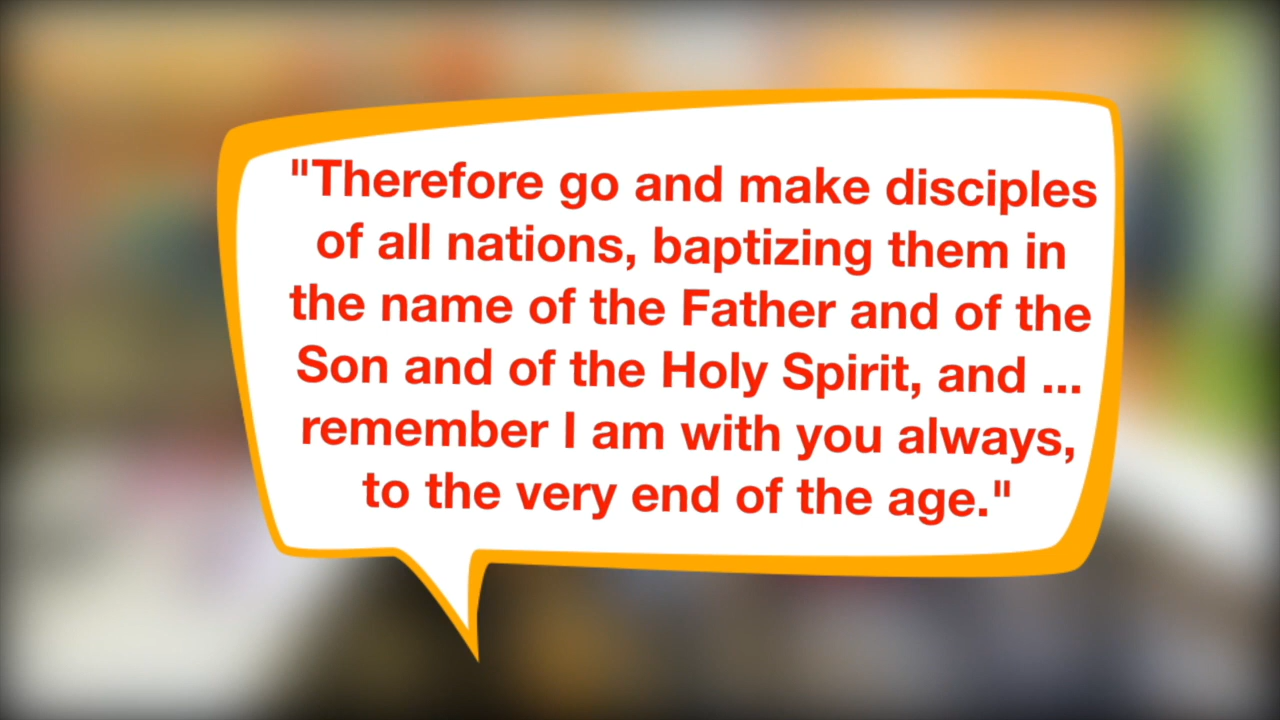 "Therefore go and make disciples
of all nations, baptizing them in
the name of the Father and of the
Son and of the Holy Spirit, and ...
remember I am with you always,
to the very end of the age."